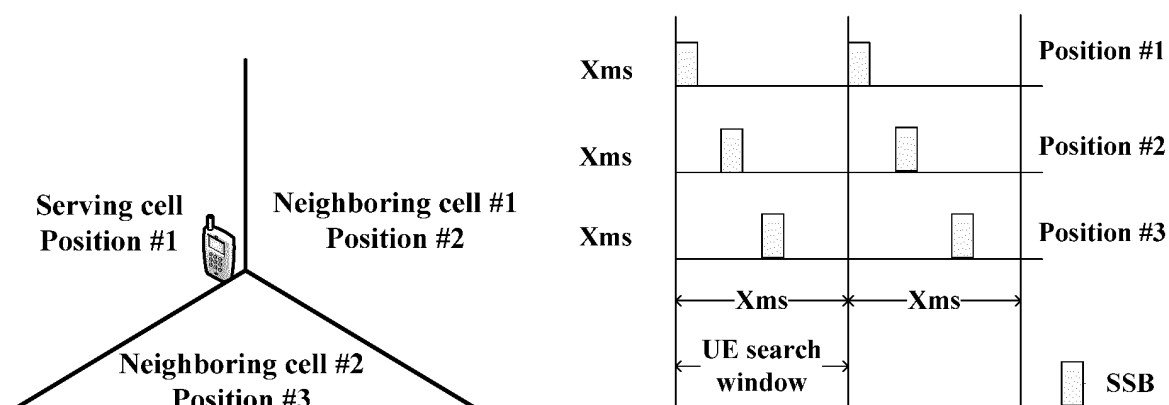 Serving cell
Position #1
Neighboring cell #1
Position #2
Neighboring cell #2
Position #3
Xms
Position #1
Xms
Position #2
Xms
Position #3
Xms
Xms
UE search
window
SSB